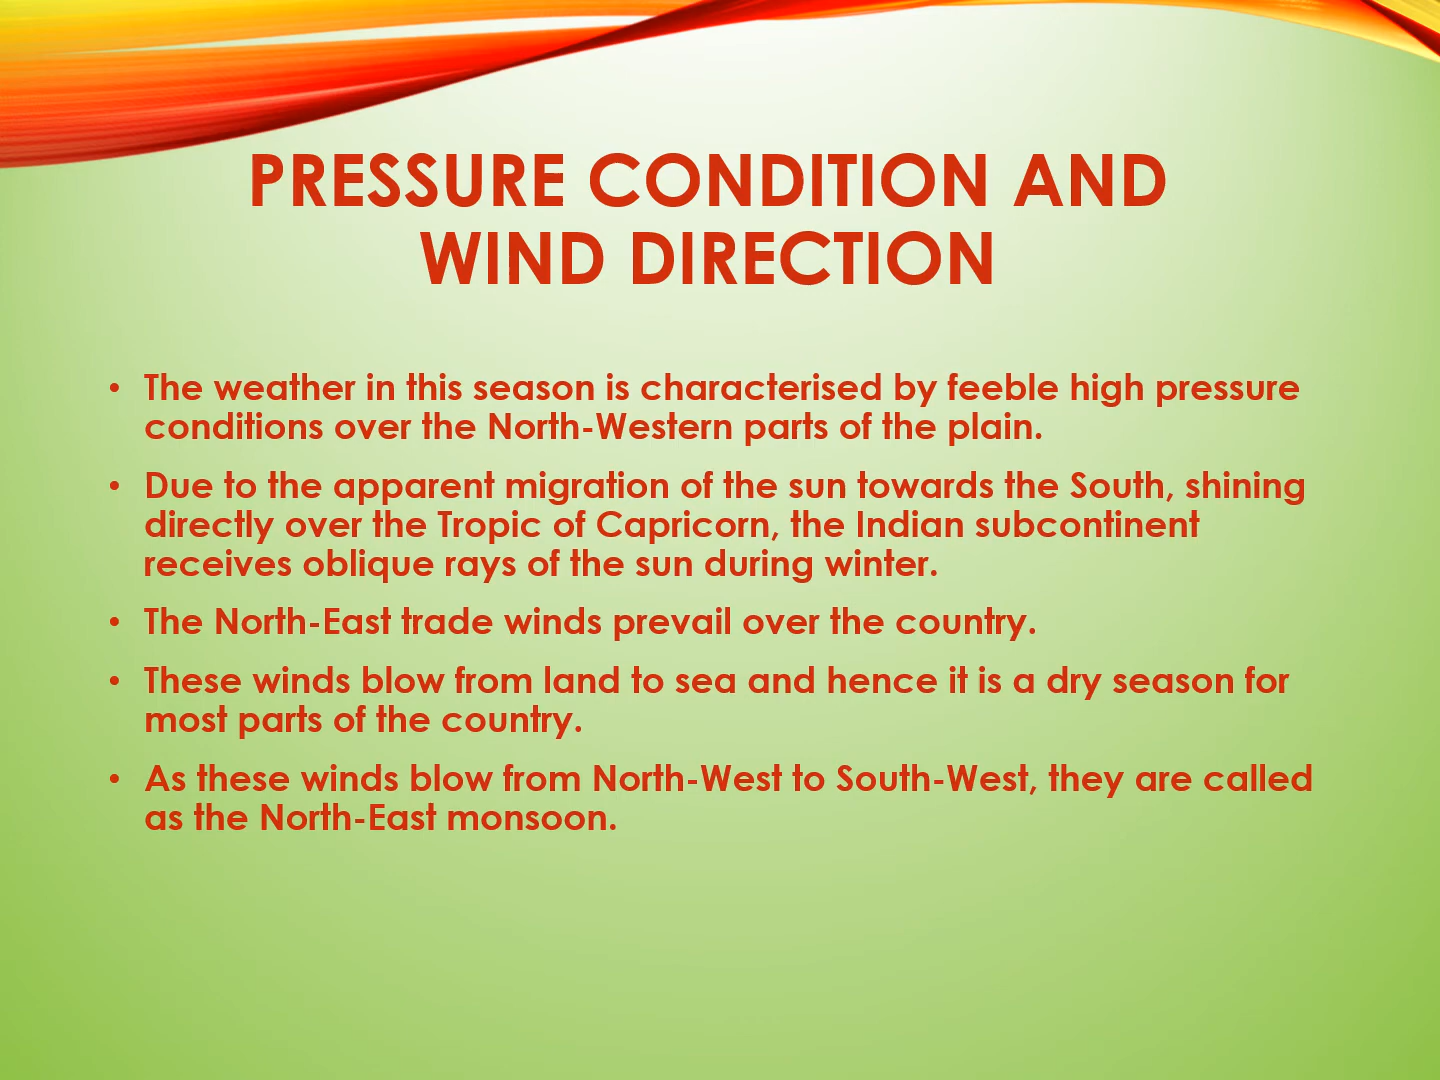 PRESSURE CONDITION AND
WIND DIRECTION
• The weather in this season is characterised by feeble high pressure
conditions over the North-Western parts of the plain.
• Due to the apparent migration of the sun towards the South, shining
directly over the Tropic of Capricorn, the Indian subcontinent
receives oblique rays of the sun during winter.
• The North-East trade winds prevail over the country.
• These winds blow from land to sea and hence it is a dry season for
most parts of the country.
• As these winds blow from North-West to South-West, they are called
as the North-East monsoon.